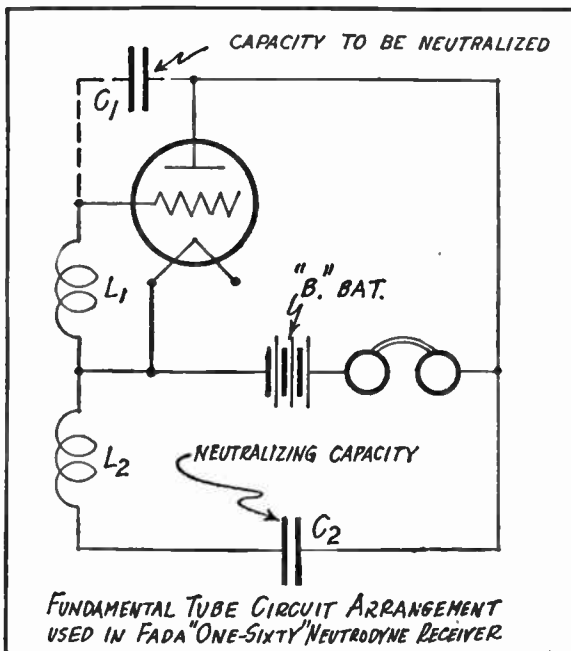 CAPACITY TO BE NEUTRALIZED
C1
L1
"B." BAT.
L2
NEUTRALIZING CAPACITY
C2
FUNDAMENTAL TUBE CIRCUIT ARRANGEMENT
USED IN FADA "ONE-SIXTY" NEUTRODYNE RECEIVER